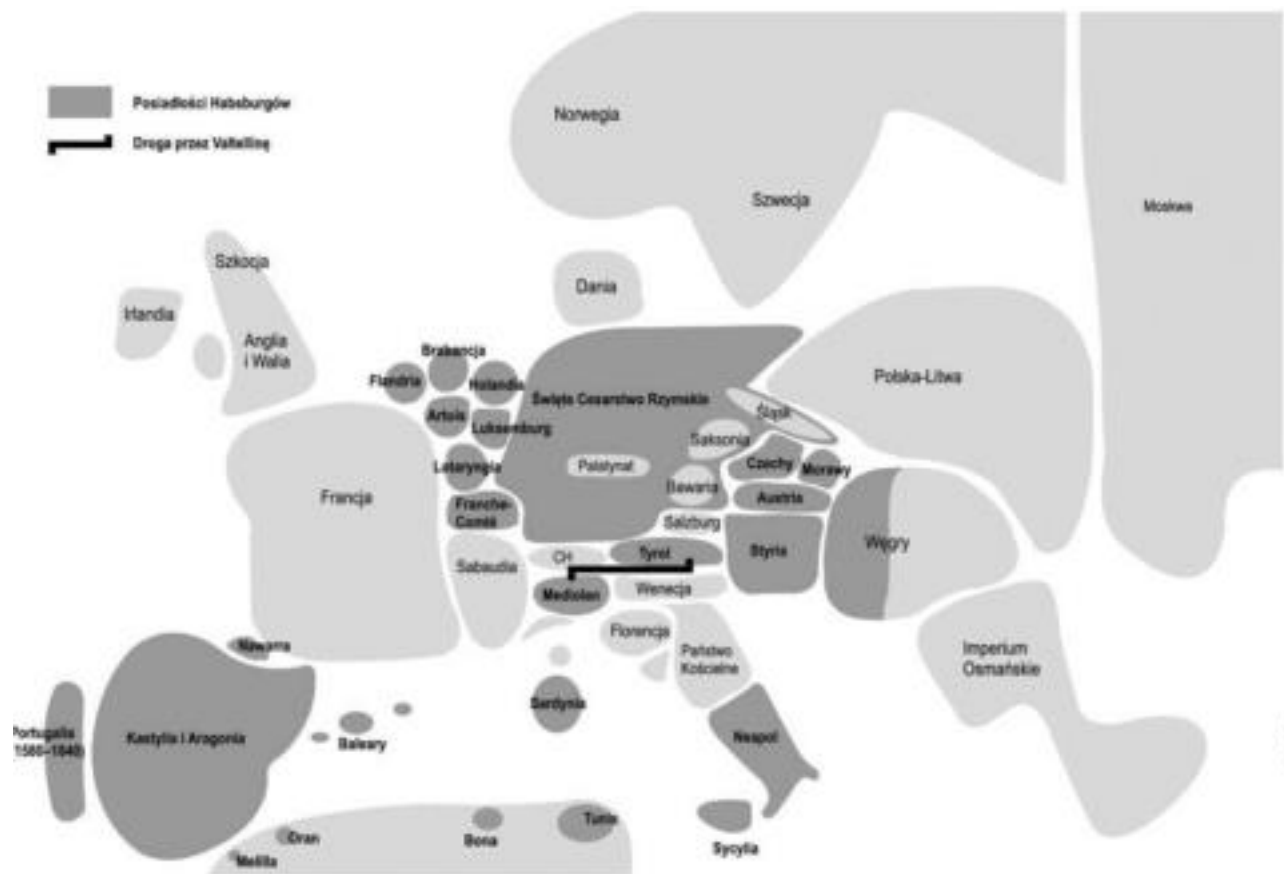 Posiadłości Habsburgów
Droga przez Valtellinę
Norwegia
Szwecja
Moskwa
Szkocja
Irlandia
Anglia
i Walia
Dania
Brabancja
Flandria
Holandia
Artois
Luksemburg
Święte Cesarstwo Rzymskie
Polska-Litwa
Śląsk
Saksonia
Lotaryngia
Palatynat
Czechy
Morawy
Bawaria
Austria
Francja
Franche-
Comté
Salzburg
Styria
Węgry
Sabaudia
CH
Tyrol
Mediolan
Wenecja
Florencja
Państwo
Kościelne
Imperium
Osmańskie
Nawarra
Portugalia
(1580–1640)
Kastylia i Aragonia
Baleary
Sardynia
Neapol
Sycylia
Melilla
Oran
Bona
Tunis